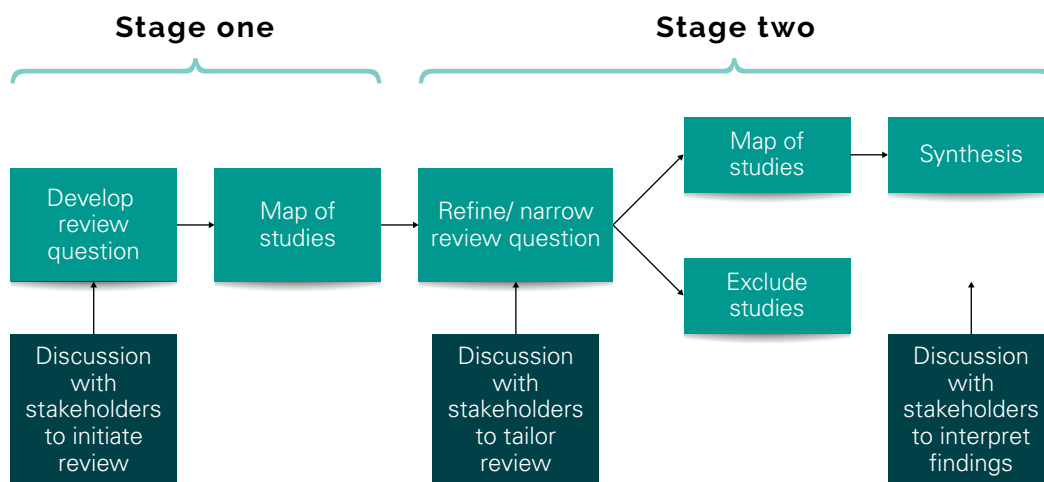 Stage one
Stage two
Develop
review
question
Map of
studies
Refine/ narrow
review question
Map of
studies
Synthesis
Exclude
studies
Discussion
with
stakeholders
to initiate
review
Discussion
with
stakeholders
to tailor
review
Discussion
with
stakeholders
to interpret
findings